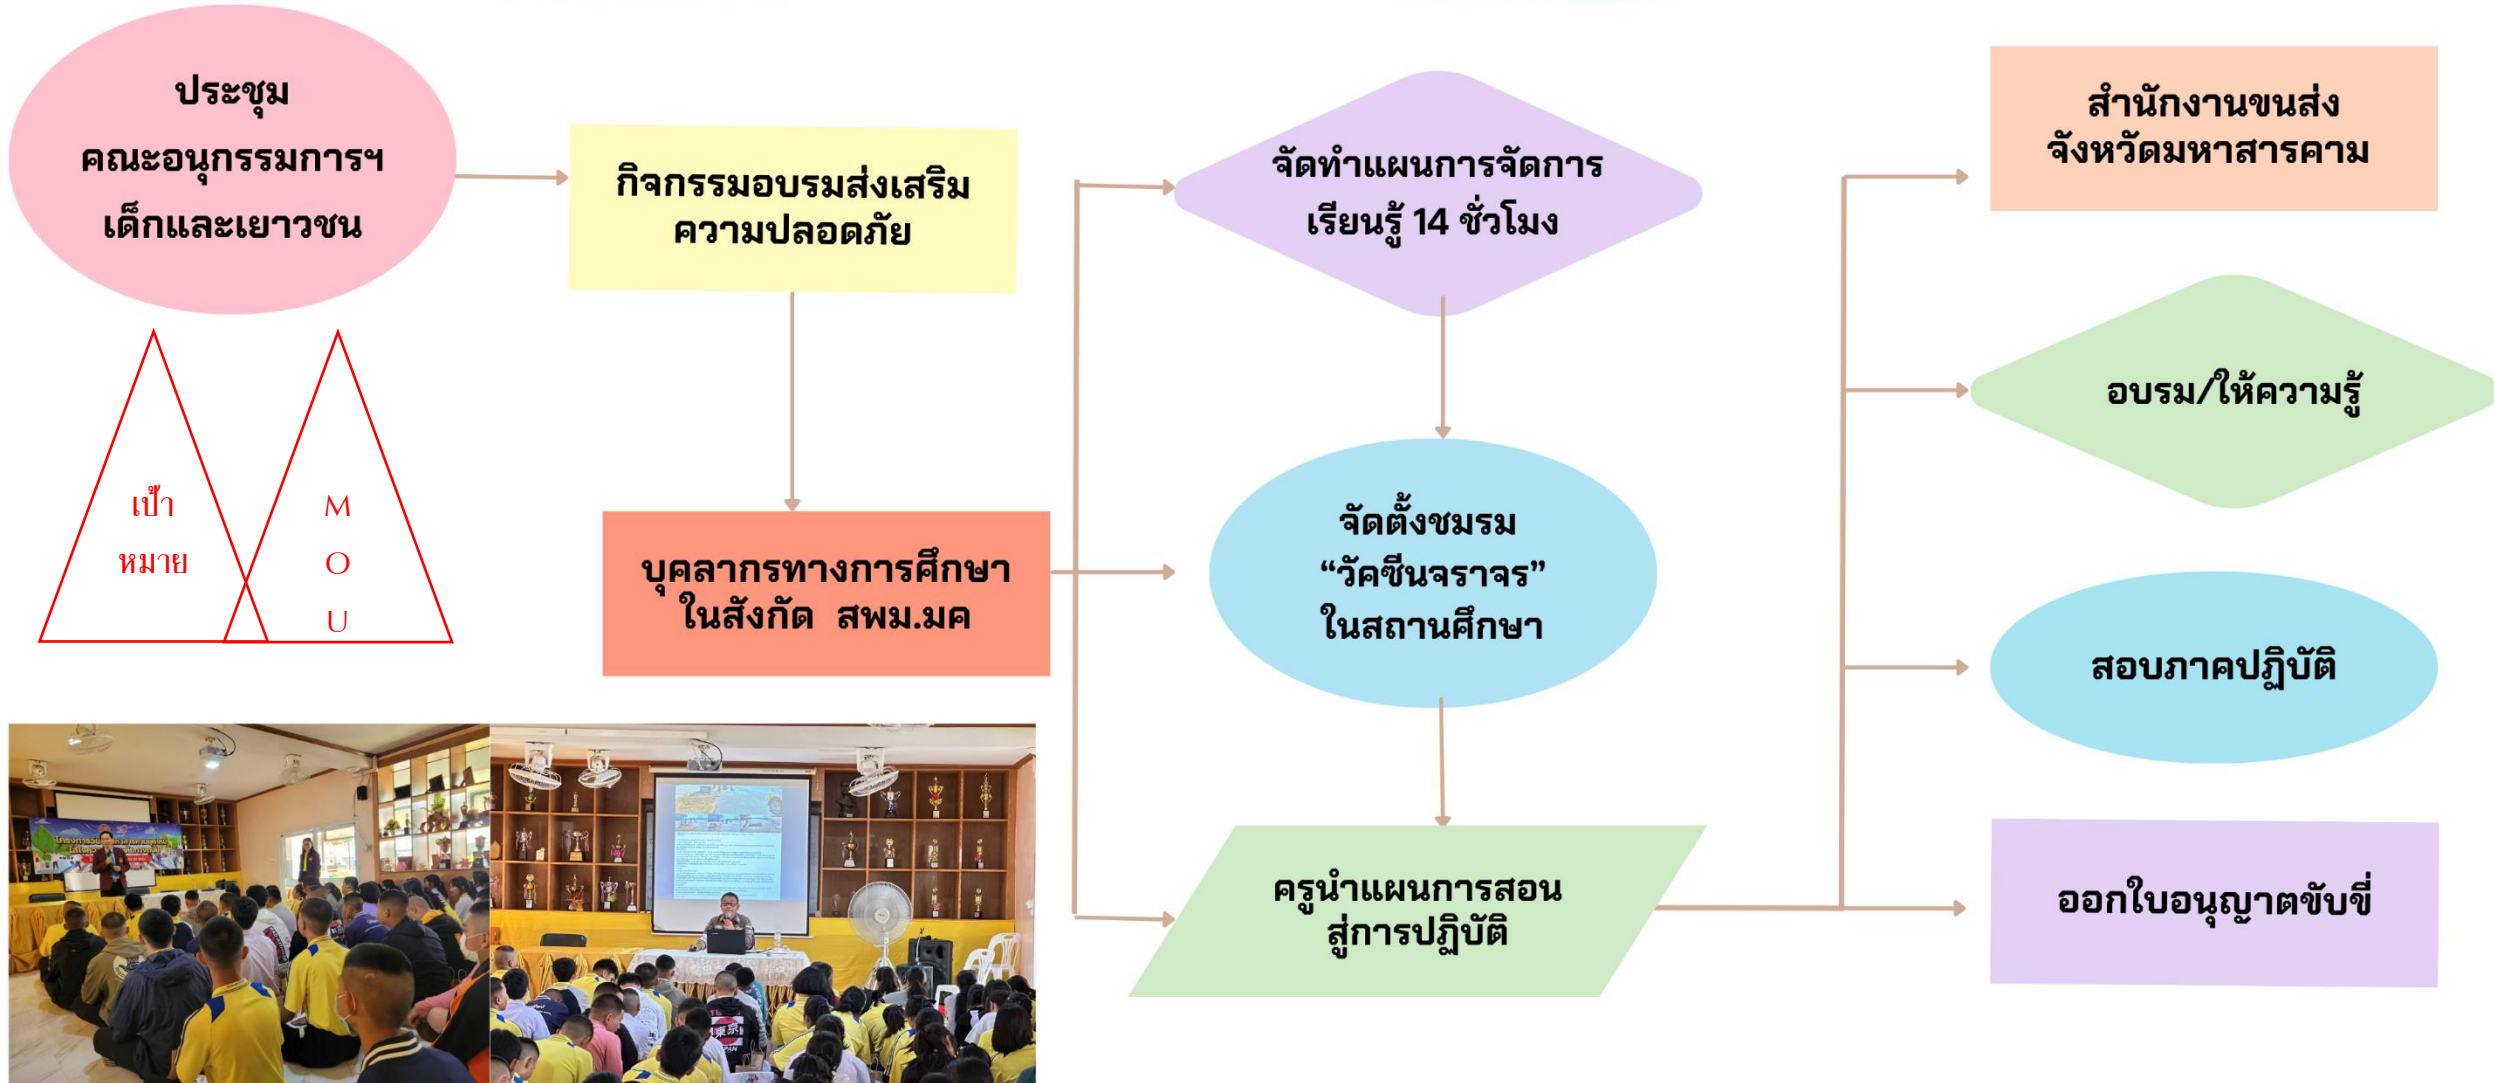 ประชุม
คณะอนุกรรมการฯ
เด็กและเยาวชน
เป้า
หมาย
M
O
U
กิจกรรมอบรมส่งเสริม
ความปลอดภัย
บุคลากรทางการศึกษา
ในสังกัด สพม.มค
จัดทำแผนการจัดการ
เรียนรู้ 14 ชั่วโมง
จัดตั้งชมรม
“วัคซีนจราจร”
ในสถานศึกษา
ครูนำแผนการสอน
สู่การปฏิบัติ
สำนักงานขนส่ง
จังหวัดมหาสารคาม
อบรม/ให้ความรู้
สอบภาคปฏิบัติ
ออกใบอนุญาตขับขี่